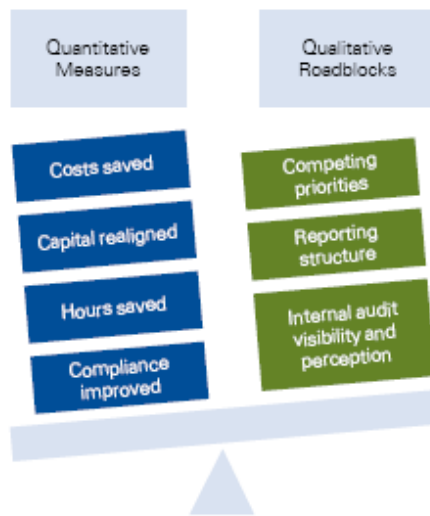 Quantitative
Measures
Qualitative
Roadblocks
Costs saved
Capital realigned
Hours saved
Compliance
improved
Competing
priorities
Reporting
structure
Internal audit
visibility and
perception